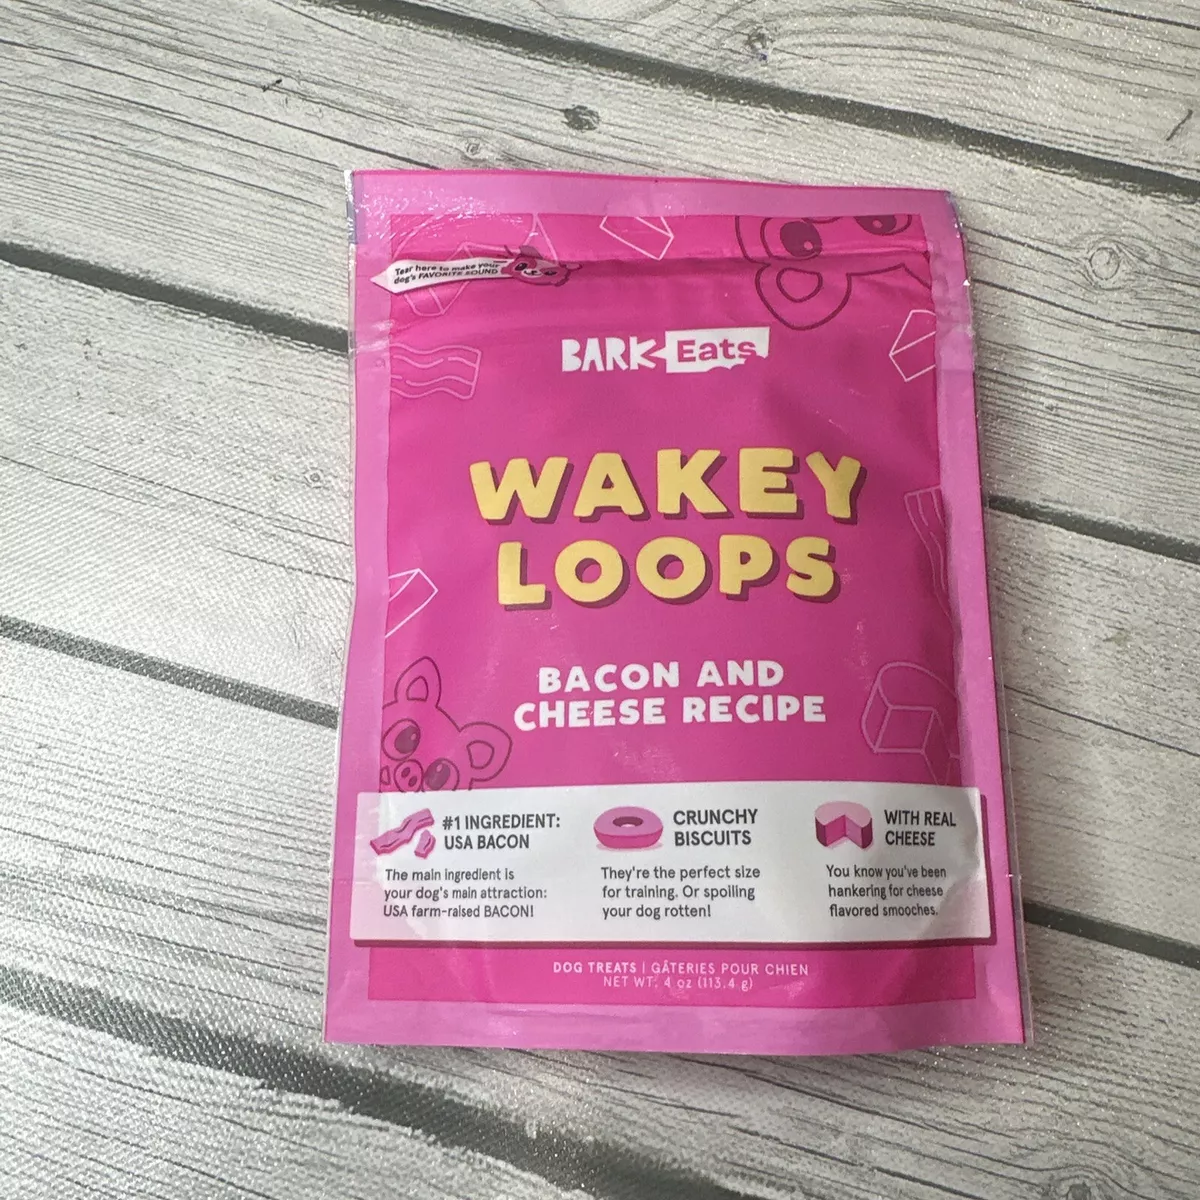 Tear here to make your
dog's FAVORITE SOUND
BARK Eats
WAKEY
LOOPS
BACON AND
CHEESE RECIPE
#1 INGREDIENT:
USA BACON
The main ingredient is
your dog's main attraction:
USA farm-raised BACON!
CRUNCHY
BISCUITS
They're the perfect size
for training. Or spoiling
your dog rotten!
WITH REAL
CHEESE
You know you've been
hankering for cheese
flavored smooches.
DOG TREATS | GÂTERIES POUR CHIEN
NET WT: 4 oz (113.4 g)